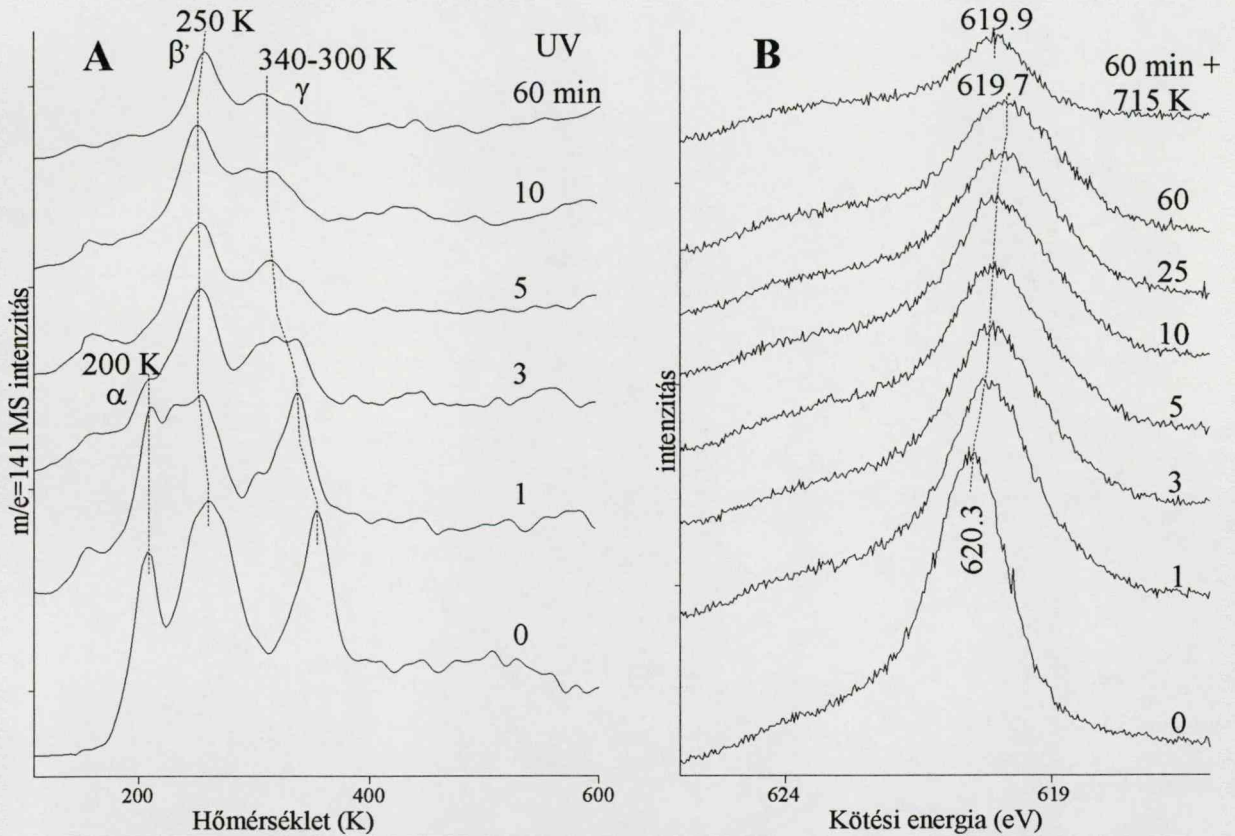 A
250 K
β'
340-300 K
γ
UV
60 min
10
5
3
1
0
200 K
α
m/e=141 MS intenzitás
200
400
600
Hőmérséklet (K)
B
619.9
619.7
60 min +
715 K
60
25
10
5
3
1
0
620.3
intenzítás
624
619
Kötési energia (eV)